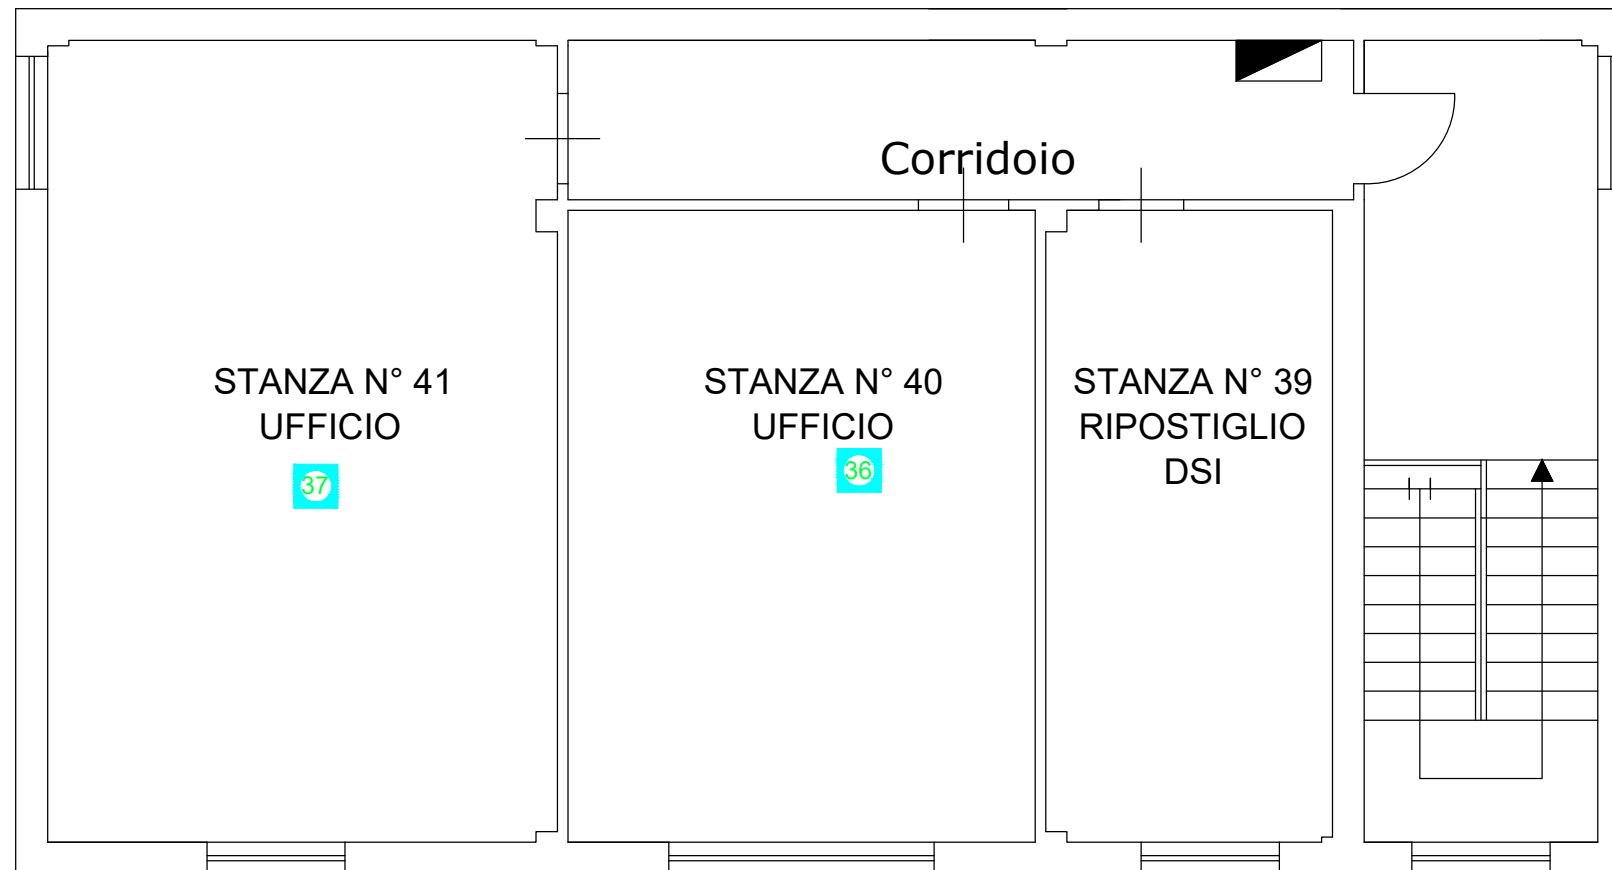 Corridoio
STANZA N° 41
UFFICIO
37
STANZA N° 40
UFFICIO
36
STANZA N° 39
RIPOSTIGLIO
DSI